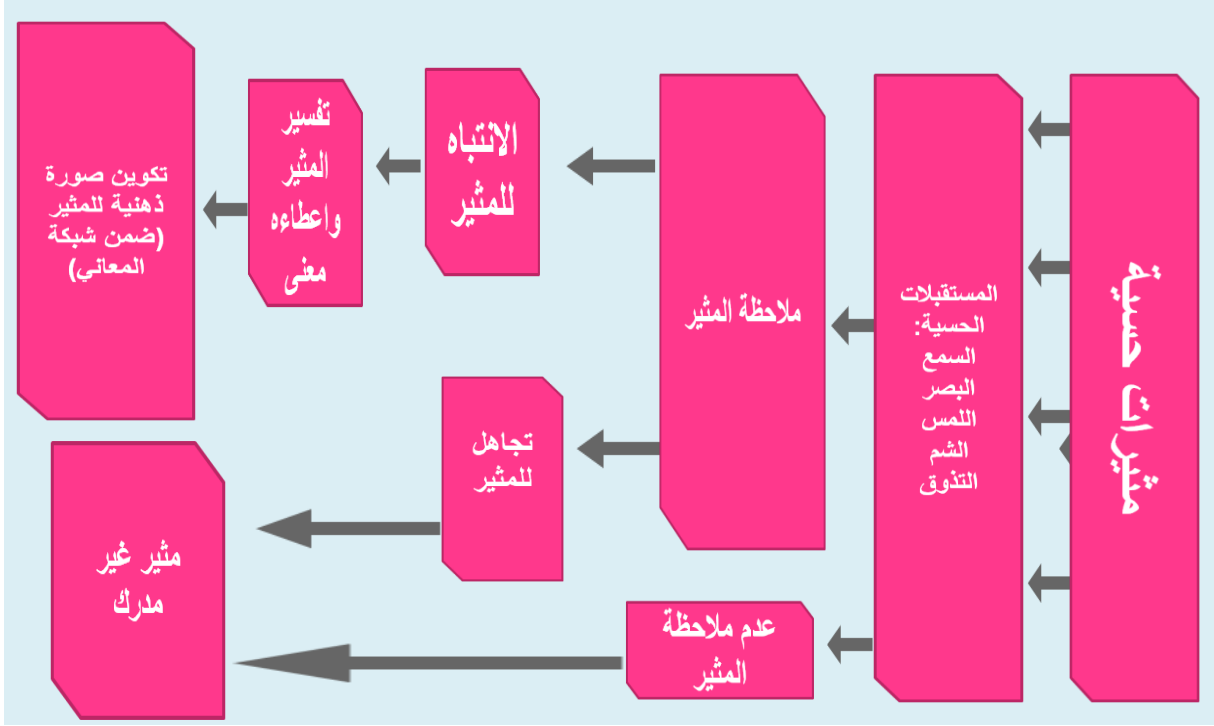 مثيرات حسية
المستقبلات
الحسية:
السمع
البصر
اللمس
الشم
التذوق
ملاحظة المثير
الانتباه
للمثير
تفسير
المثير
واعطاءه
معنى
تكوين صورة
ذهنية للمثير
(ضمن شبكة
المعاني)
تجاهل
للمثير
عدم ملاحظة
المثير
مثير غير
مدرك